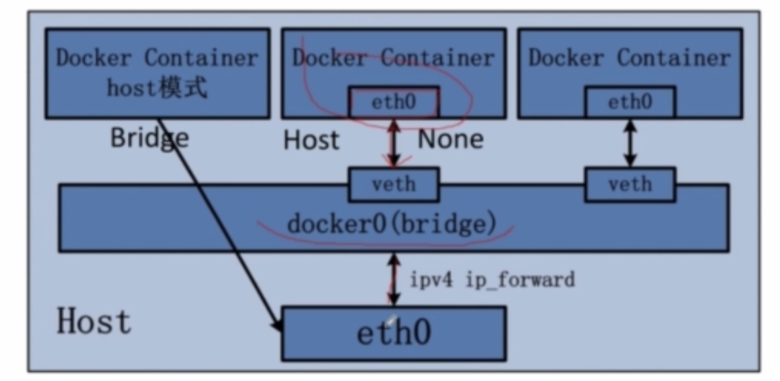 Docker Container
host模式
Docker Container
eth0
Docker Container
eth0
Bridge
Host
None
veth
veth
docker0(bridge)
ipv4 ip_forward
Host
eth0